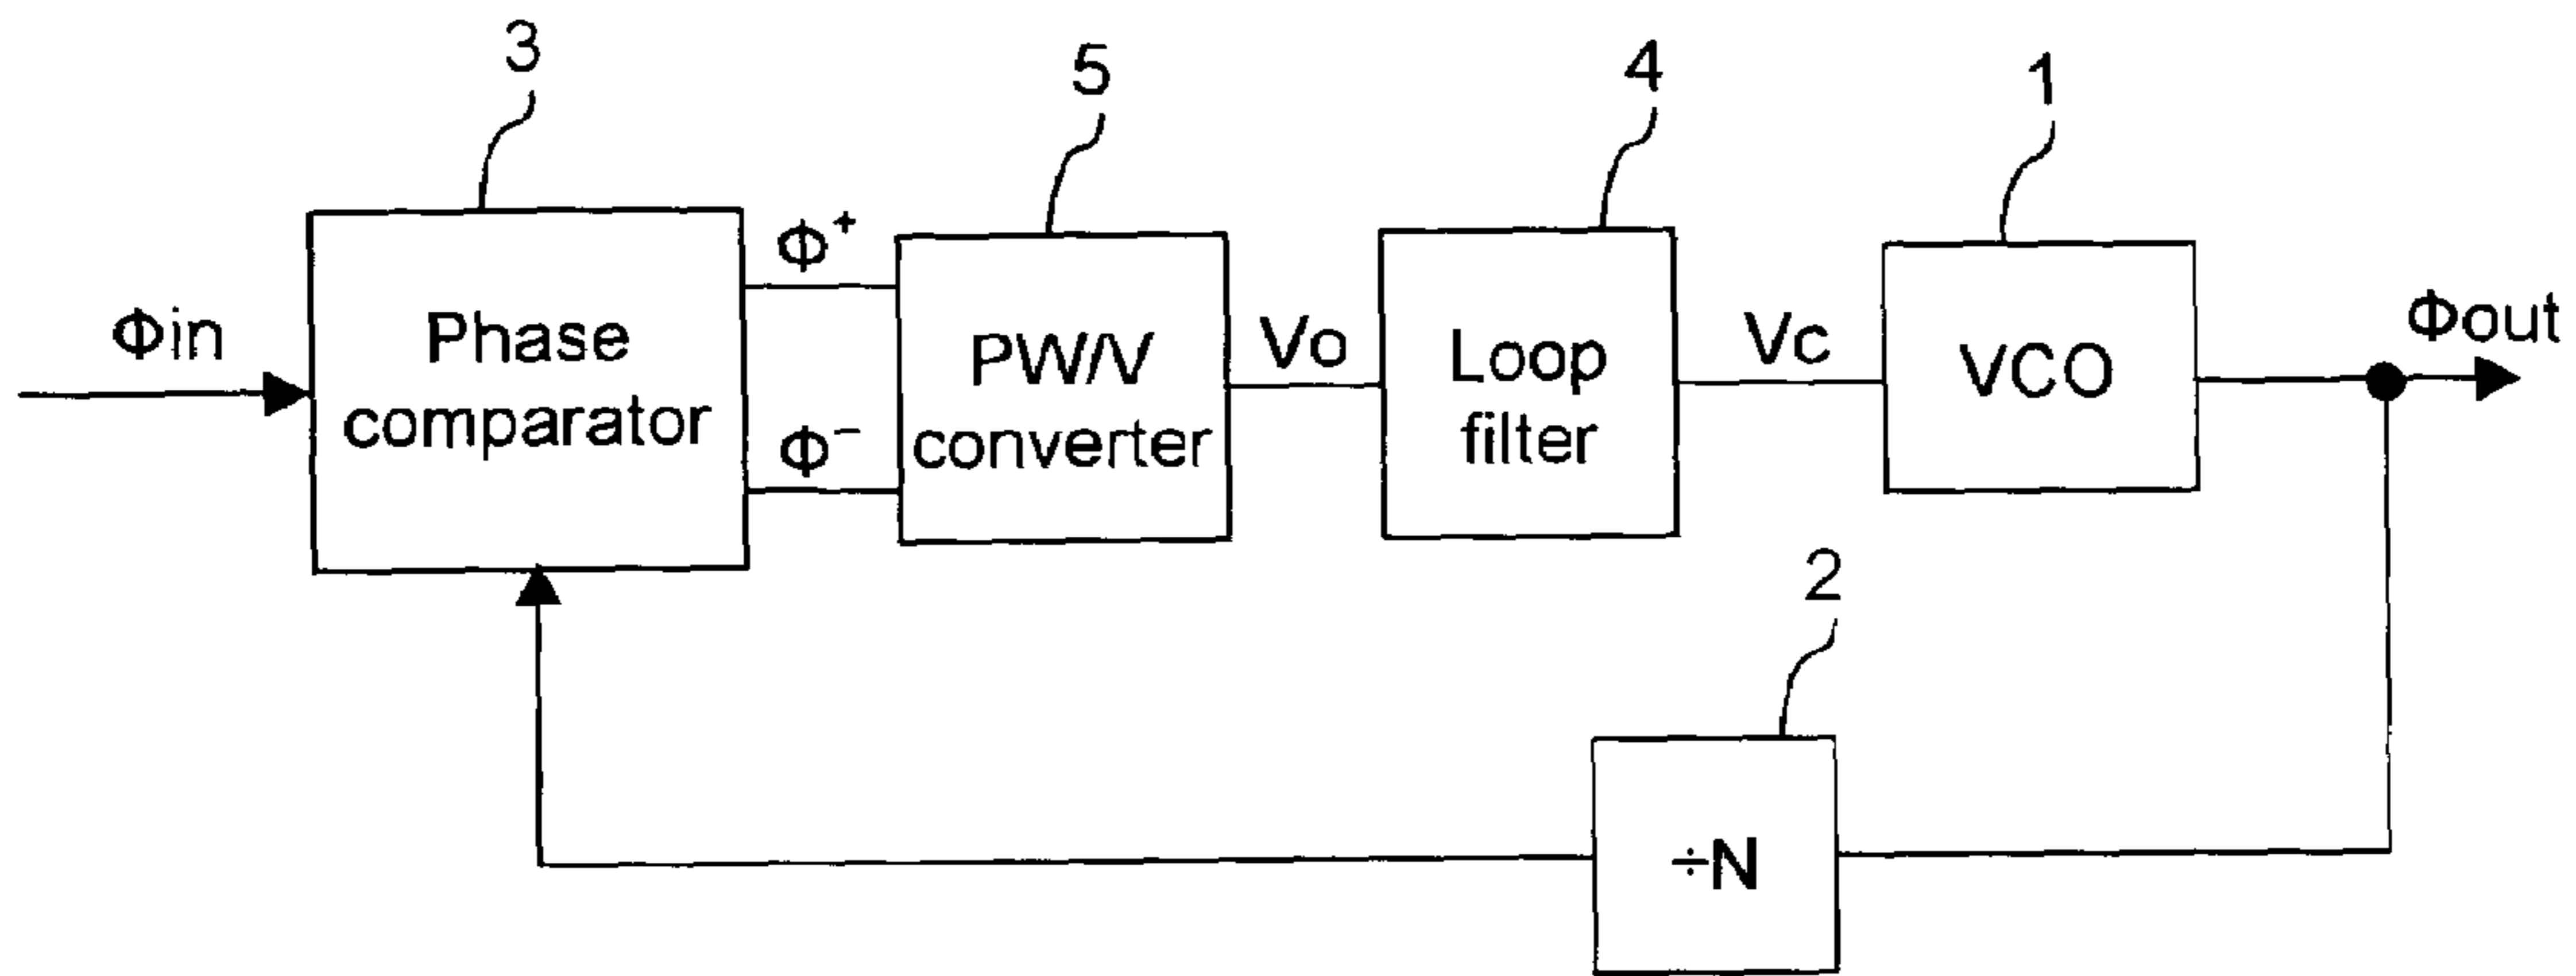 3
5
4
1
Φin
Phase
comparator
Φ⁺
Φ⁻
PW/V
converter
Vo
Loop
filter
Vc
VCO
Φout
2
÷N